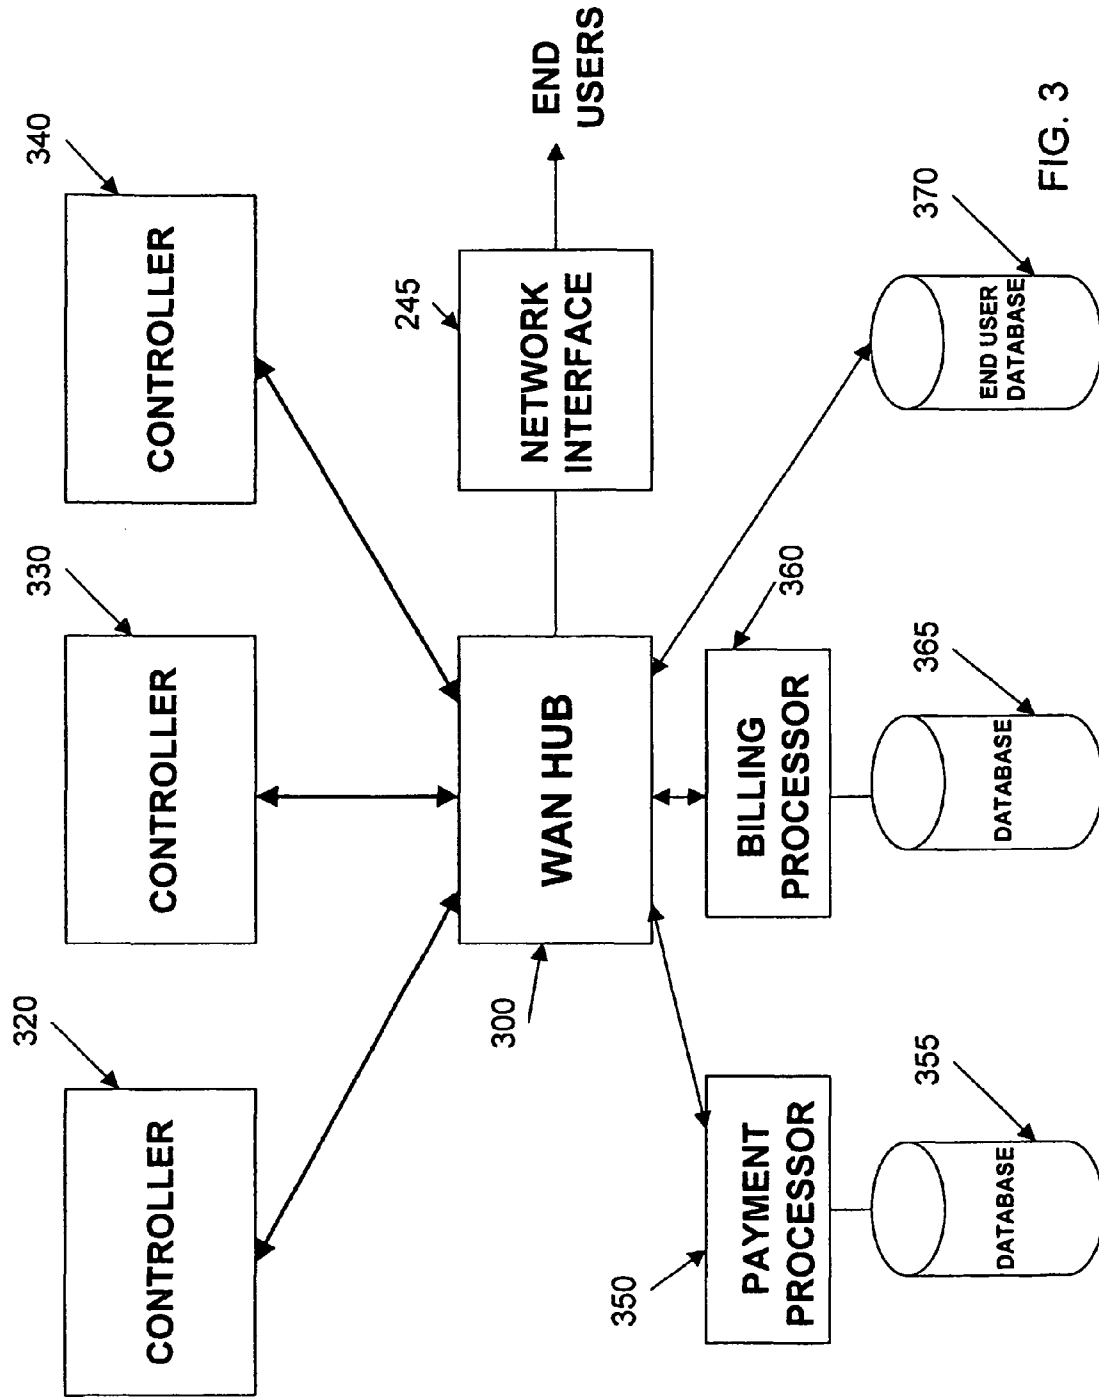 320
330
340
CONTROLLER
CONTROLLER
CONTROLLER
300
WAN HUB
245
NETWORK
INTERFACE
END
USERS
350
PAYMENT
PROCESSOR
BILLING
PROCESSOR
360
355
DATABASE
365
DATABASE
370
END USER
DATABASE
FIG. 3